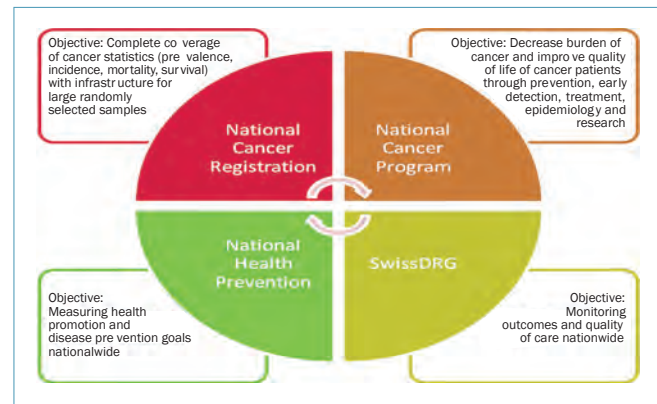 Objective: Complete co verage
of cancer statistics (pre valence,
incidence, mortality, survival)
with infrastructure for
large randomly
selected samples
Objective: Decrease burden of
cancer and impro ve quality
of life of cancer patients
through prevention, early
detection, treatment,
epidemiology and
research
National
Cancer
Registration
National
Cancer
Program
National
Health
Prevention
SwissDRG
Objective:
Measuring health
promotion and
disease pre vention goals
nationalwide
Objective:
Monitoring
outcomes and quality
of care nationwide